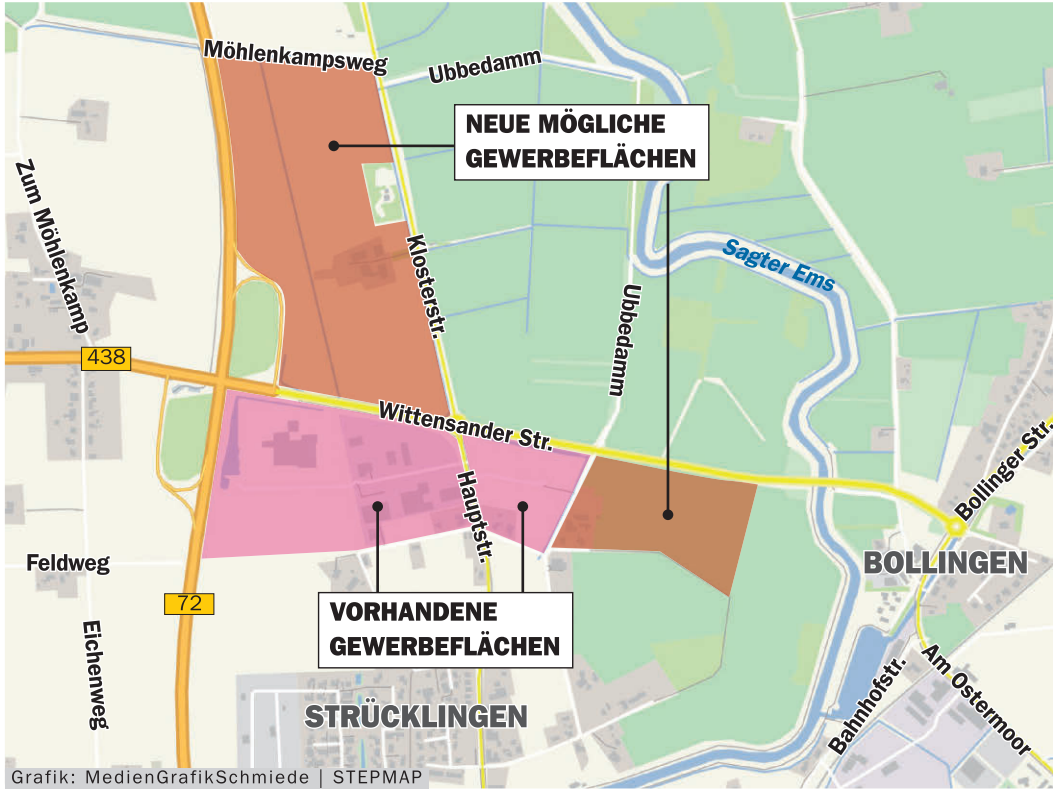 Möhlenkampsweg
Ubbedamm
NEUE MÖGLICHE
GEWERBEFLÄCHEN
Zum Möhlenkamp
Klosterstr.
Sagter Ems
Ubbedamm
438
Wittensander Str.
Hauptstr.
Bollinger Str.
BOLLINGEN
Feldweg
72
VORHANDENE
GEWERBEFLÄCHEN
Eichenweg
Bahnhofstr.
Am Ostermoor
STRÜCKLINGEN
Grafik: MedienGrafikSchmiede | STEPMAP